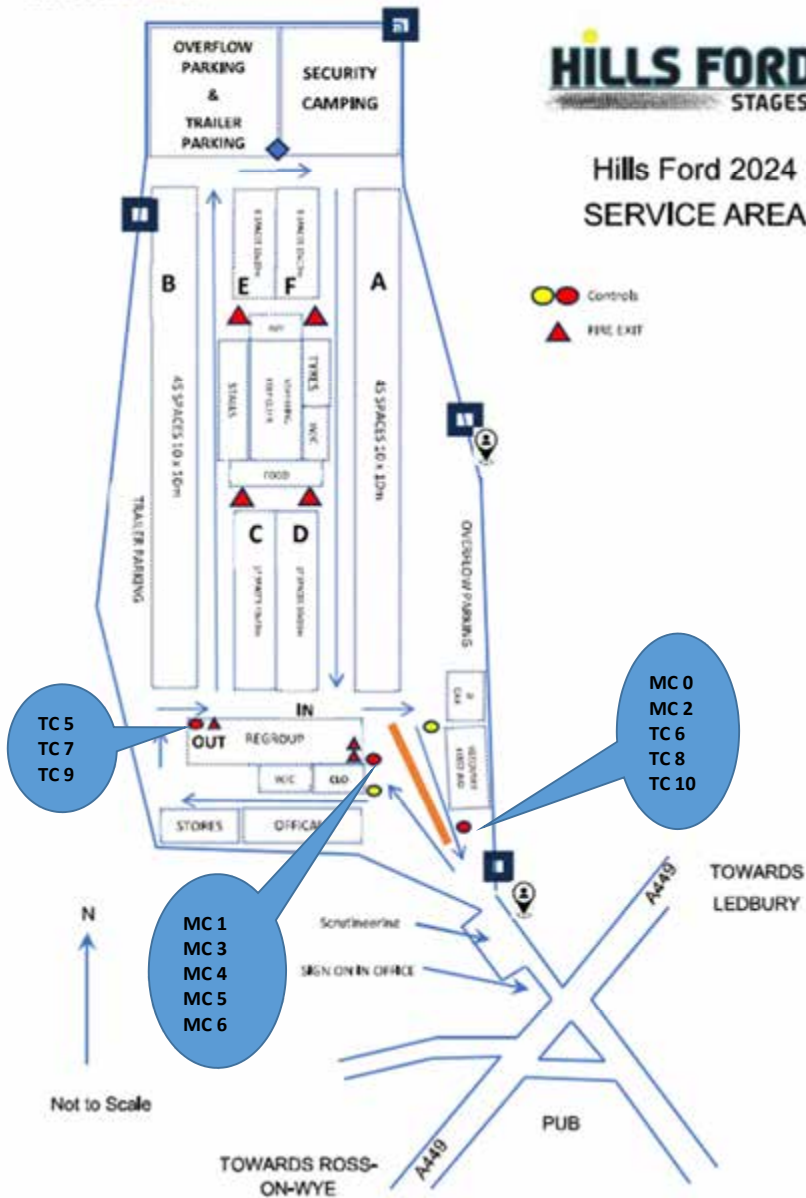 OVERFLOW
PARKING
&
TRAILER
PARKING
SECURITY
CAMPING
HILLS FORD
STAGES
Hills Ford 2024
SERVICE AREA
Controls
FIRE EXIT
B
E
F
A
45 SPACES 10 x 10m
STAGES
TYRES
W/C
45 SPACES 10 x 10m
FOOD
TRAILER PARKING
C
D
OVERFLOW PARKING
IN
OUT
REGROUP
W/C
CLO
STORES
OFFICAL
TC 5
TC 7
TC 9
MC 0
MC 2
TC 6
TC 8
TC 10
MC 1
MC 3
MC 4
MC 5
MC 6
Scrutineering
SIGN ON IN OFFICE
A449
TOWARDS
LEDBURY
N
Not to Scale
PUB
A449
TOWARDS ROSS-
ON-WYE